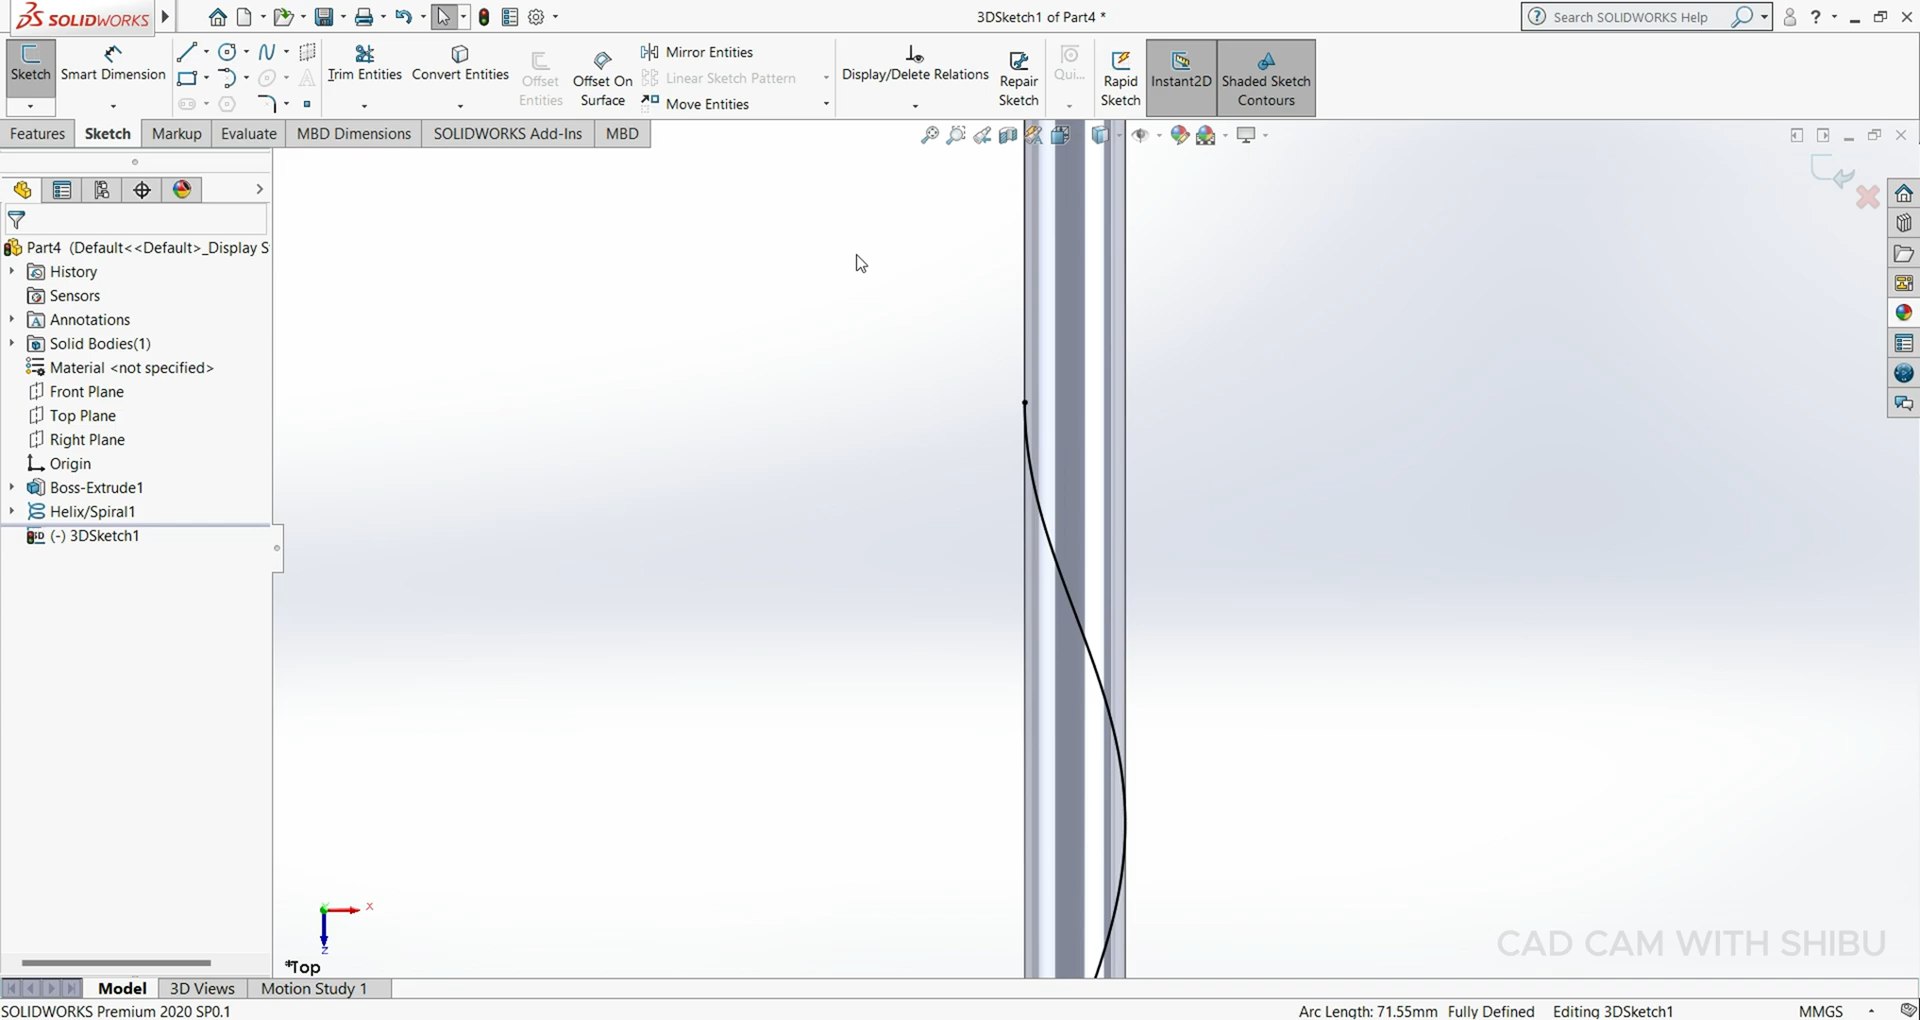 SOLIDWORKS
3DSketch1 of Part4 *
Search SOLIDWORKS Help
Sketch
Smart Dimension
Trim Entities
Convert Entities
Offset
Entities
Offset On
Surface
Mirror Entities
Linear Sketch Pattern
Move Entities
Display/Delete Relations
Repair
Sketch
Qui...
Rapid
Sketch
Instant2D
Shaded Sketch
Contours
Features
Sketch
Markup
Evaluate
MBD Dimensions
SOLIDWORKS Add-Ins
MBD
Part4 (Default<<Default>_Display S
History
Sensors
Annotations
Solid Bodies(1)
Material <not specified>
Front Plane
Top Plane
Right Plane
Origin
Boss-Extrude1
Helix/Spiral1
(-) 3DSketch1
X
Z
*Top
CAD CAM WITH SHIBU
Model
3D Views
Motion Study 1
SOLIDWORKS Premium 2020 SP0.1
Arc Length: 71.55mm
Fully Defined
Editing 3DSketch1
MMGS